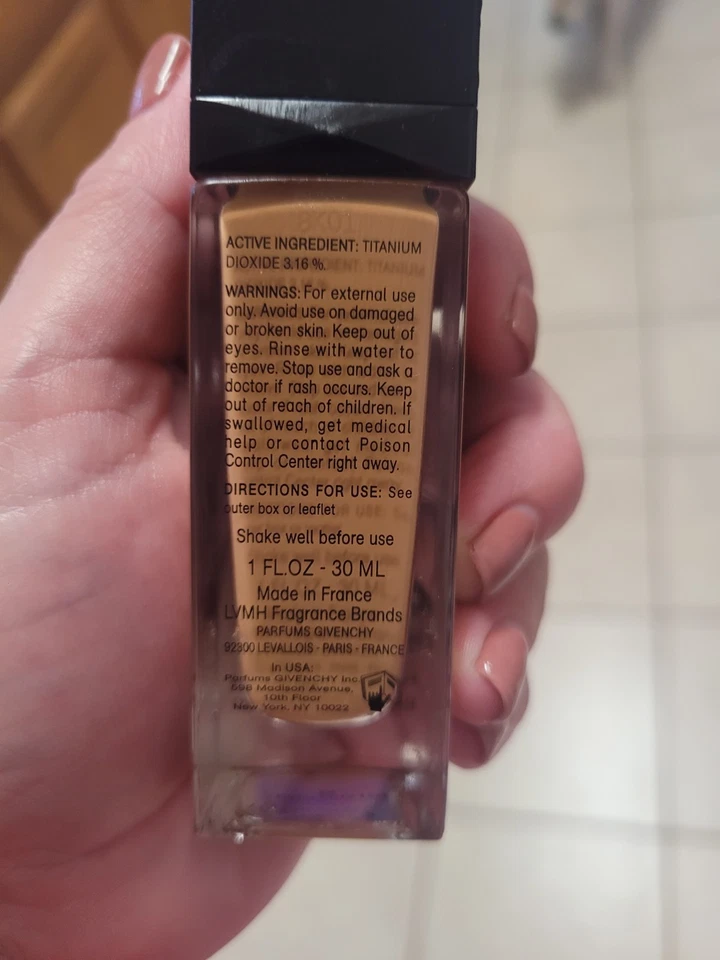 ACTIVE INGREDIENT: TITANIUM
DIOXIDE 3.16 %.
WARNINGS: For external use
only. Avoid use on damaged
or broken skin. Keep out of
eyes. Rinse with water to
remove. Stop use and ask a
doctor if rash occurs. Keep
out of reach of children. If
swallowed, get medical
help or contact Poison
Control Center right away.
DIRECTIONS FOR USE: See
outer box or leaflet
Shake well before use
1 FL.OZ - 30 ML
Made in France
LVMH Fragrance Brands
PARFUMS GIVENCHY
92300 LEVALLOIS - PARIS - FRANCE
In USA:
Parfums GIVENCHY Inc.
598 Madison Avenue,
10th Floor
New York, NY 10022